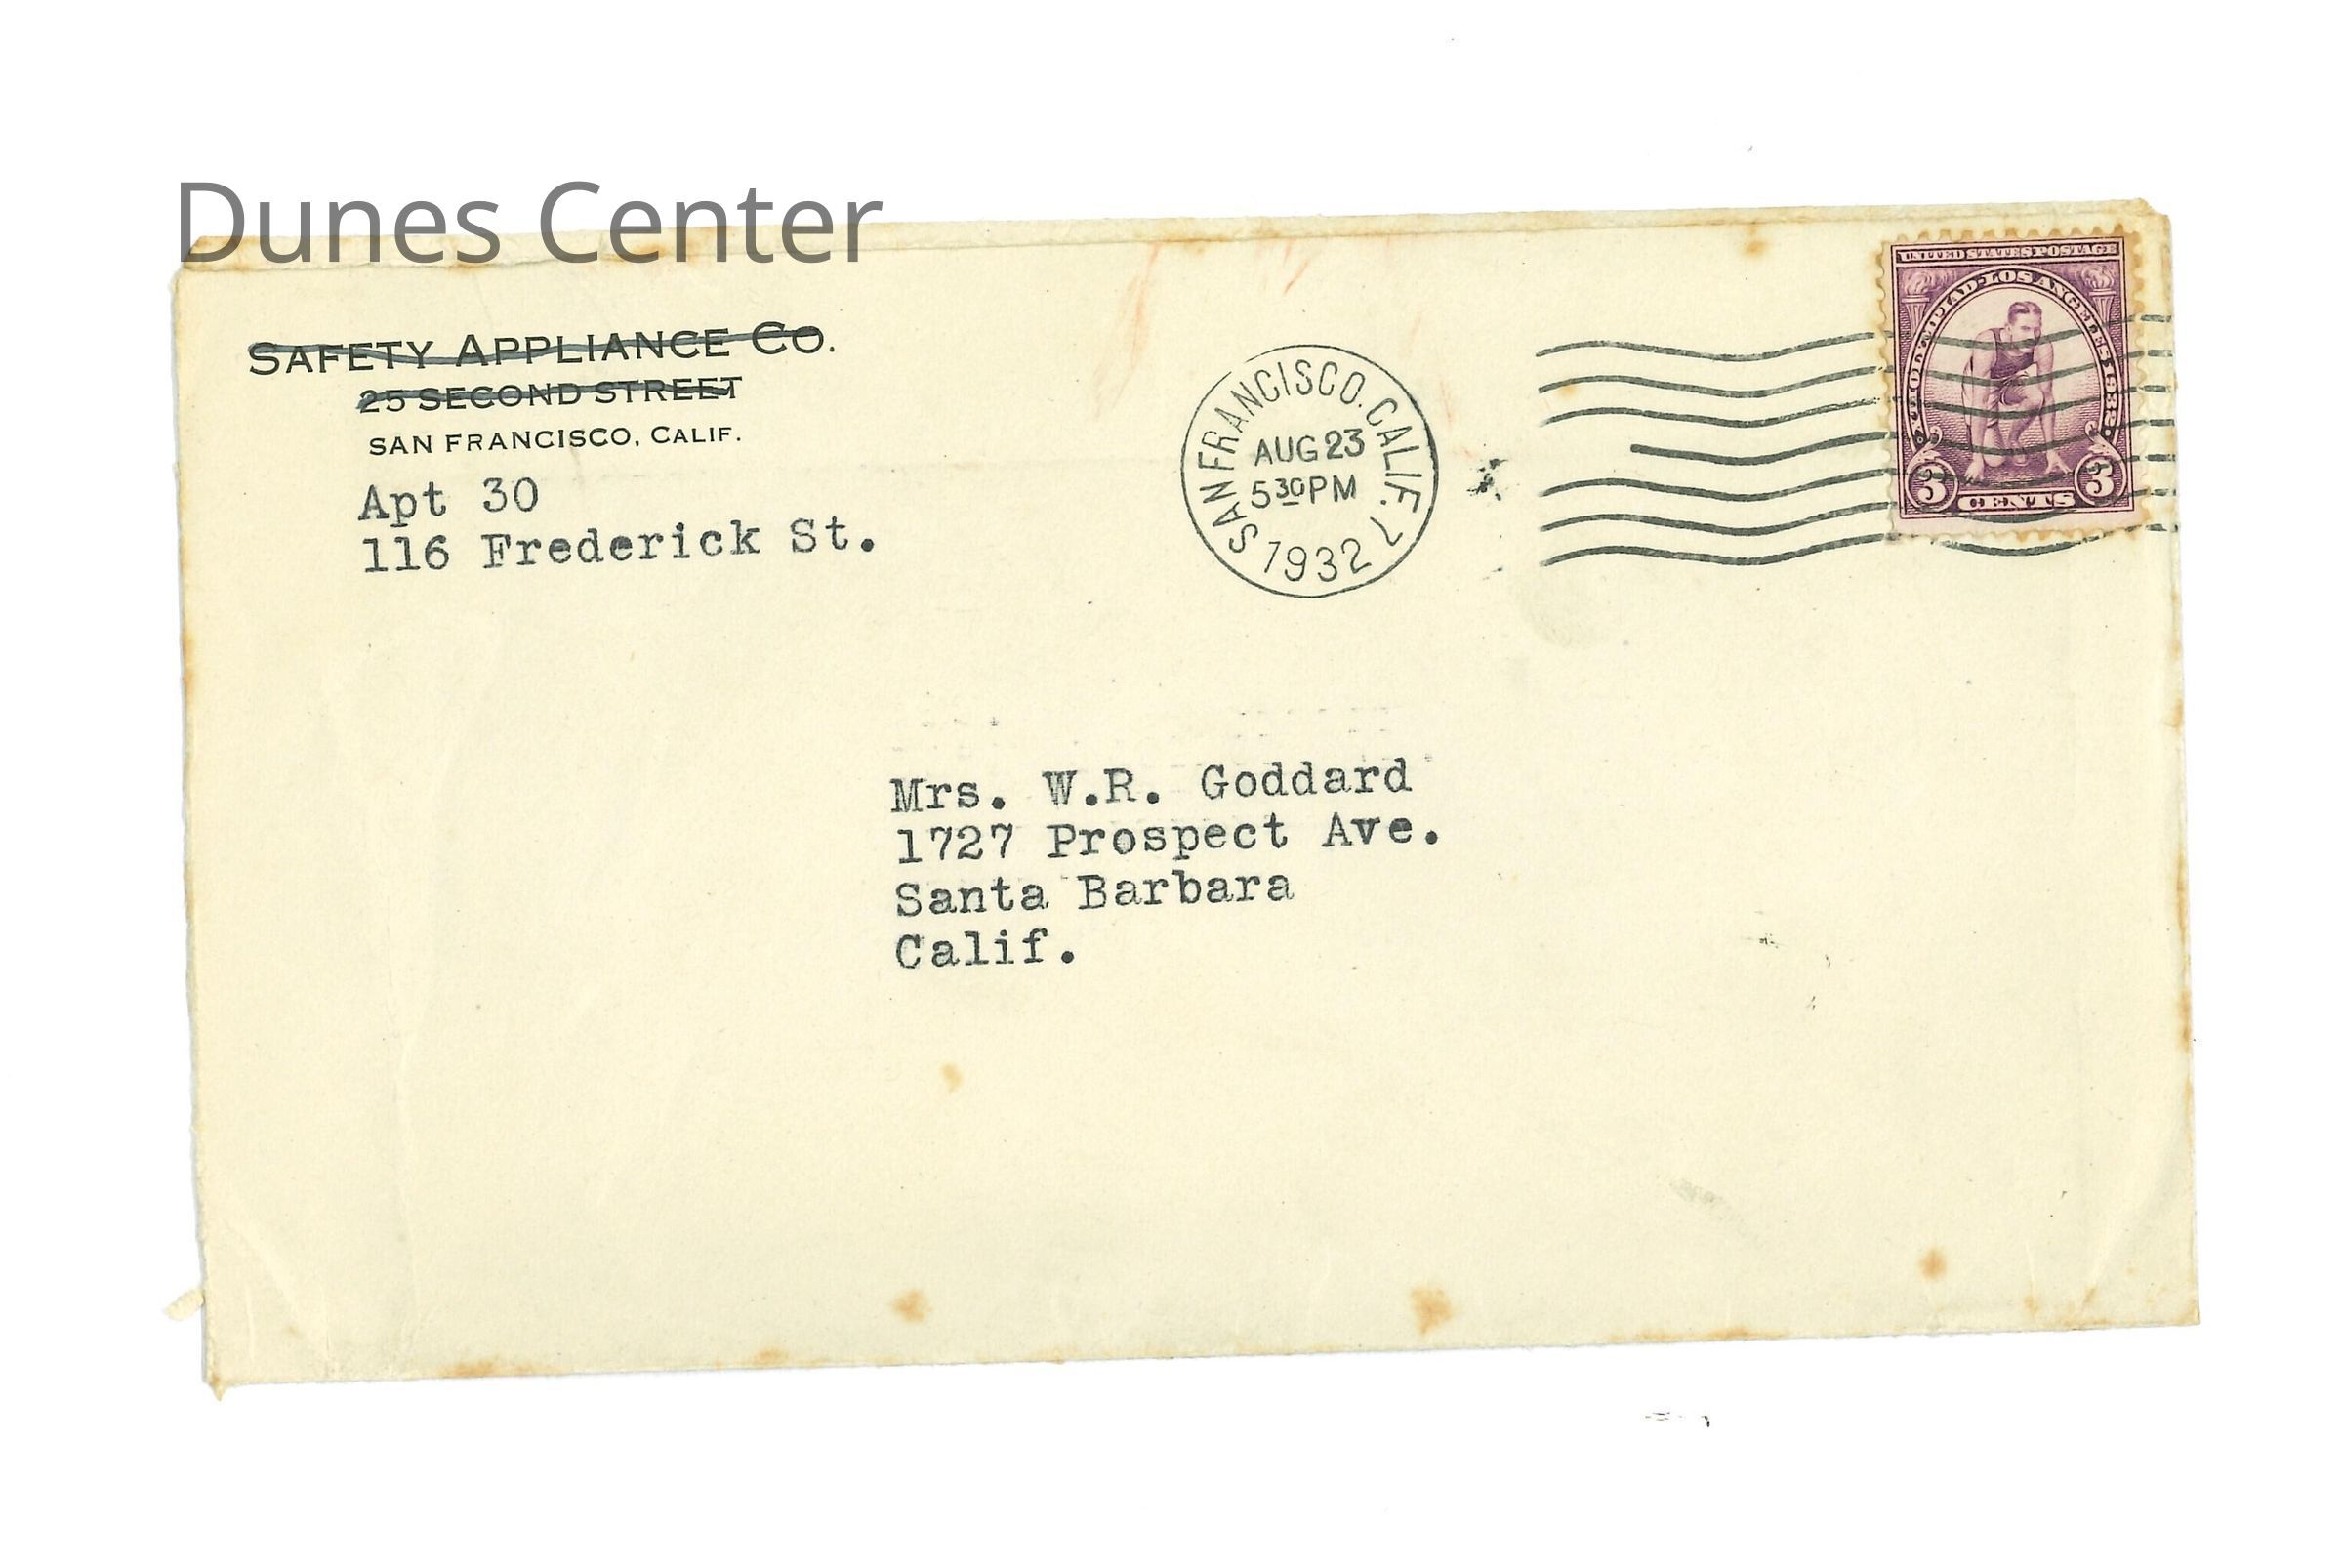 Dunes Center
SAFETY APPLIANCE CO.
25 SECOND STREET
SAN FRANCISCO, CALIF.
Apt 30
116 Frederick St.
SAN FRANCISCO. CALIF. 7
AUG 23
5 30 PM
1932
UNITED STATES POSTAGE
XTH OLYMPIAD LOS ANGELES 1932
3 CENTS 3
Mrs. W.R. Goddard
1727 Prospect Ave.
Santa Barbara
Calif.